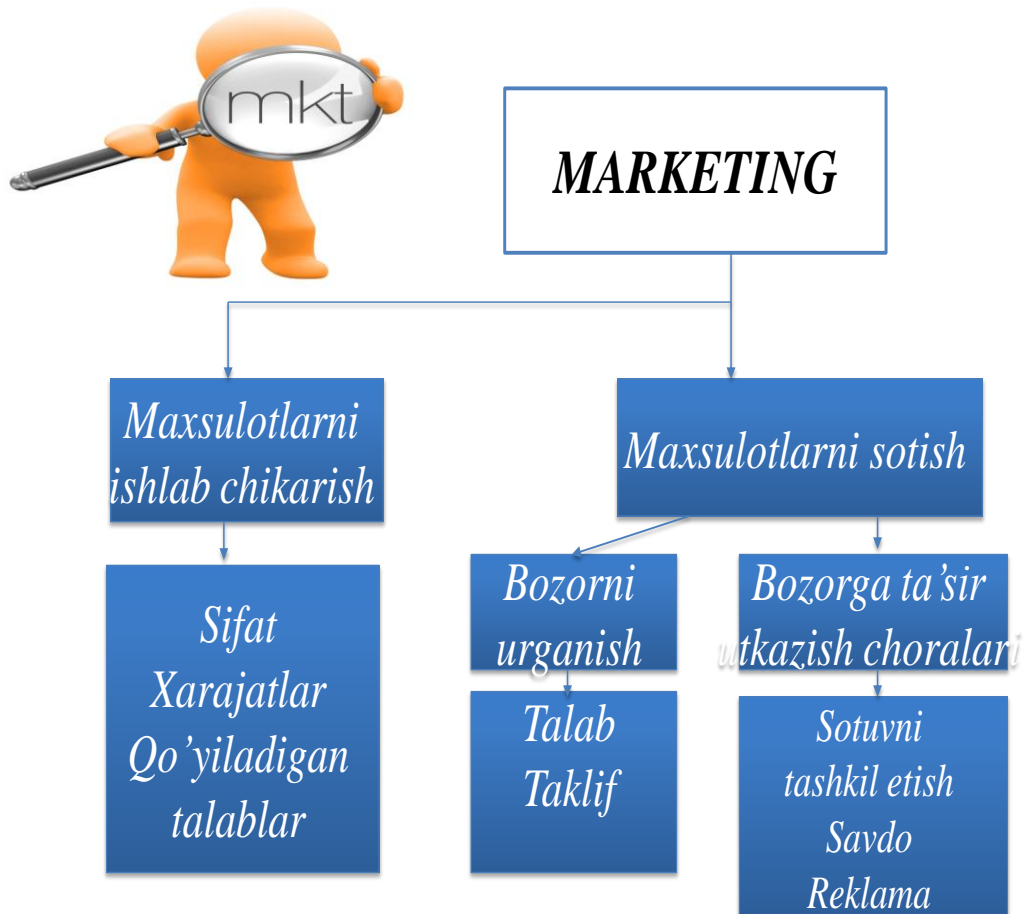 mkt
MARKETING
Maxsulotlarni
ishlab chikarish
Maxsulotlarni sotish
Sifat
Xarajatlar
Qo’yiladigan
talablar
Bozorni
urganish
Bozorga ta’sir
utkazish choralari
Talab
Taklif
Sotuvni
tashkil etish
Savdo
Reklama